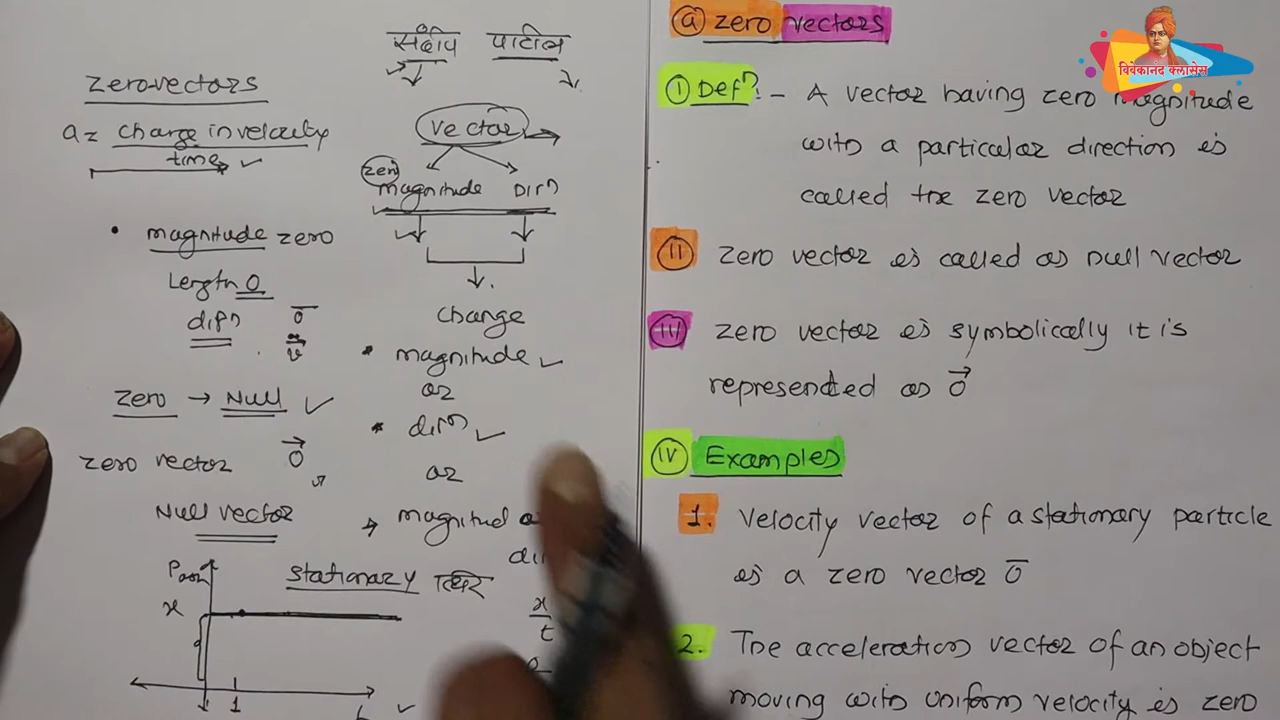 zero vectors
a = change in velocity
time
magnitude zero
Length 0
dirn
zero → Null
zero vector
Null vector
stationary स्थिर
x
1
संदीप पाटील
vector
zero
magnitude Dirn
change
magnitude
or
dirn
or
x
t
(a) zero vectors
(I) Defn :- A vector having zero magnitude
with a particular direction is
called the zero vector
(II) zero vector is called as null vector
zero vector is symbolically it is
represented as 0⃗
(IV) Examples
1. Velocity vector of a stationary particle
is a zero vector 0̅
2. The acceleration vector of an object
moving with uniform velocity is zero
विवेकानंद क्लासेस